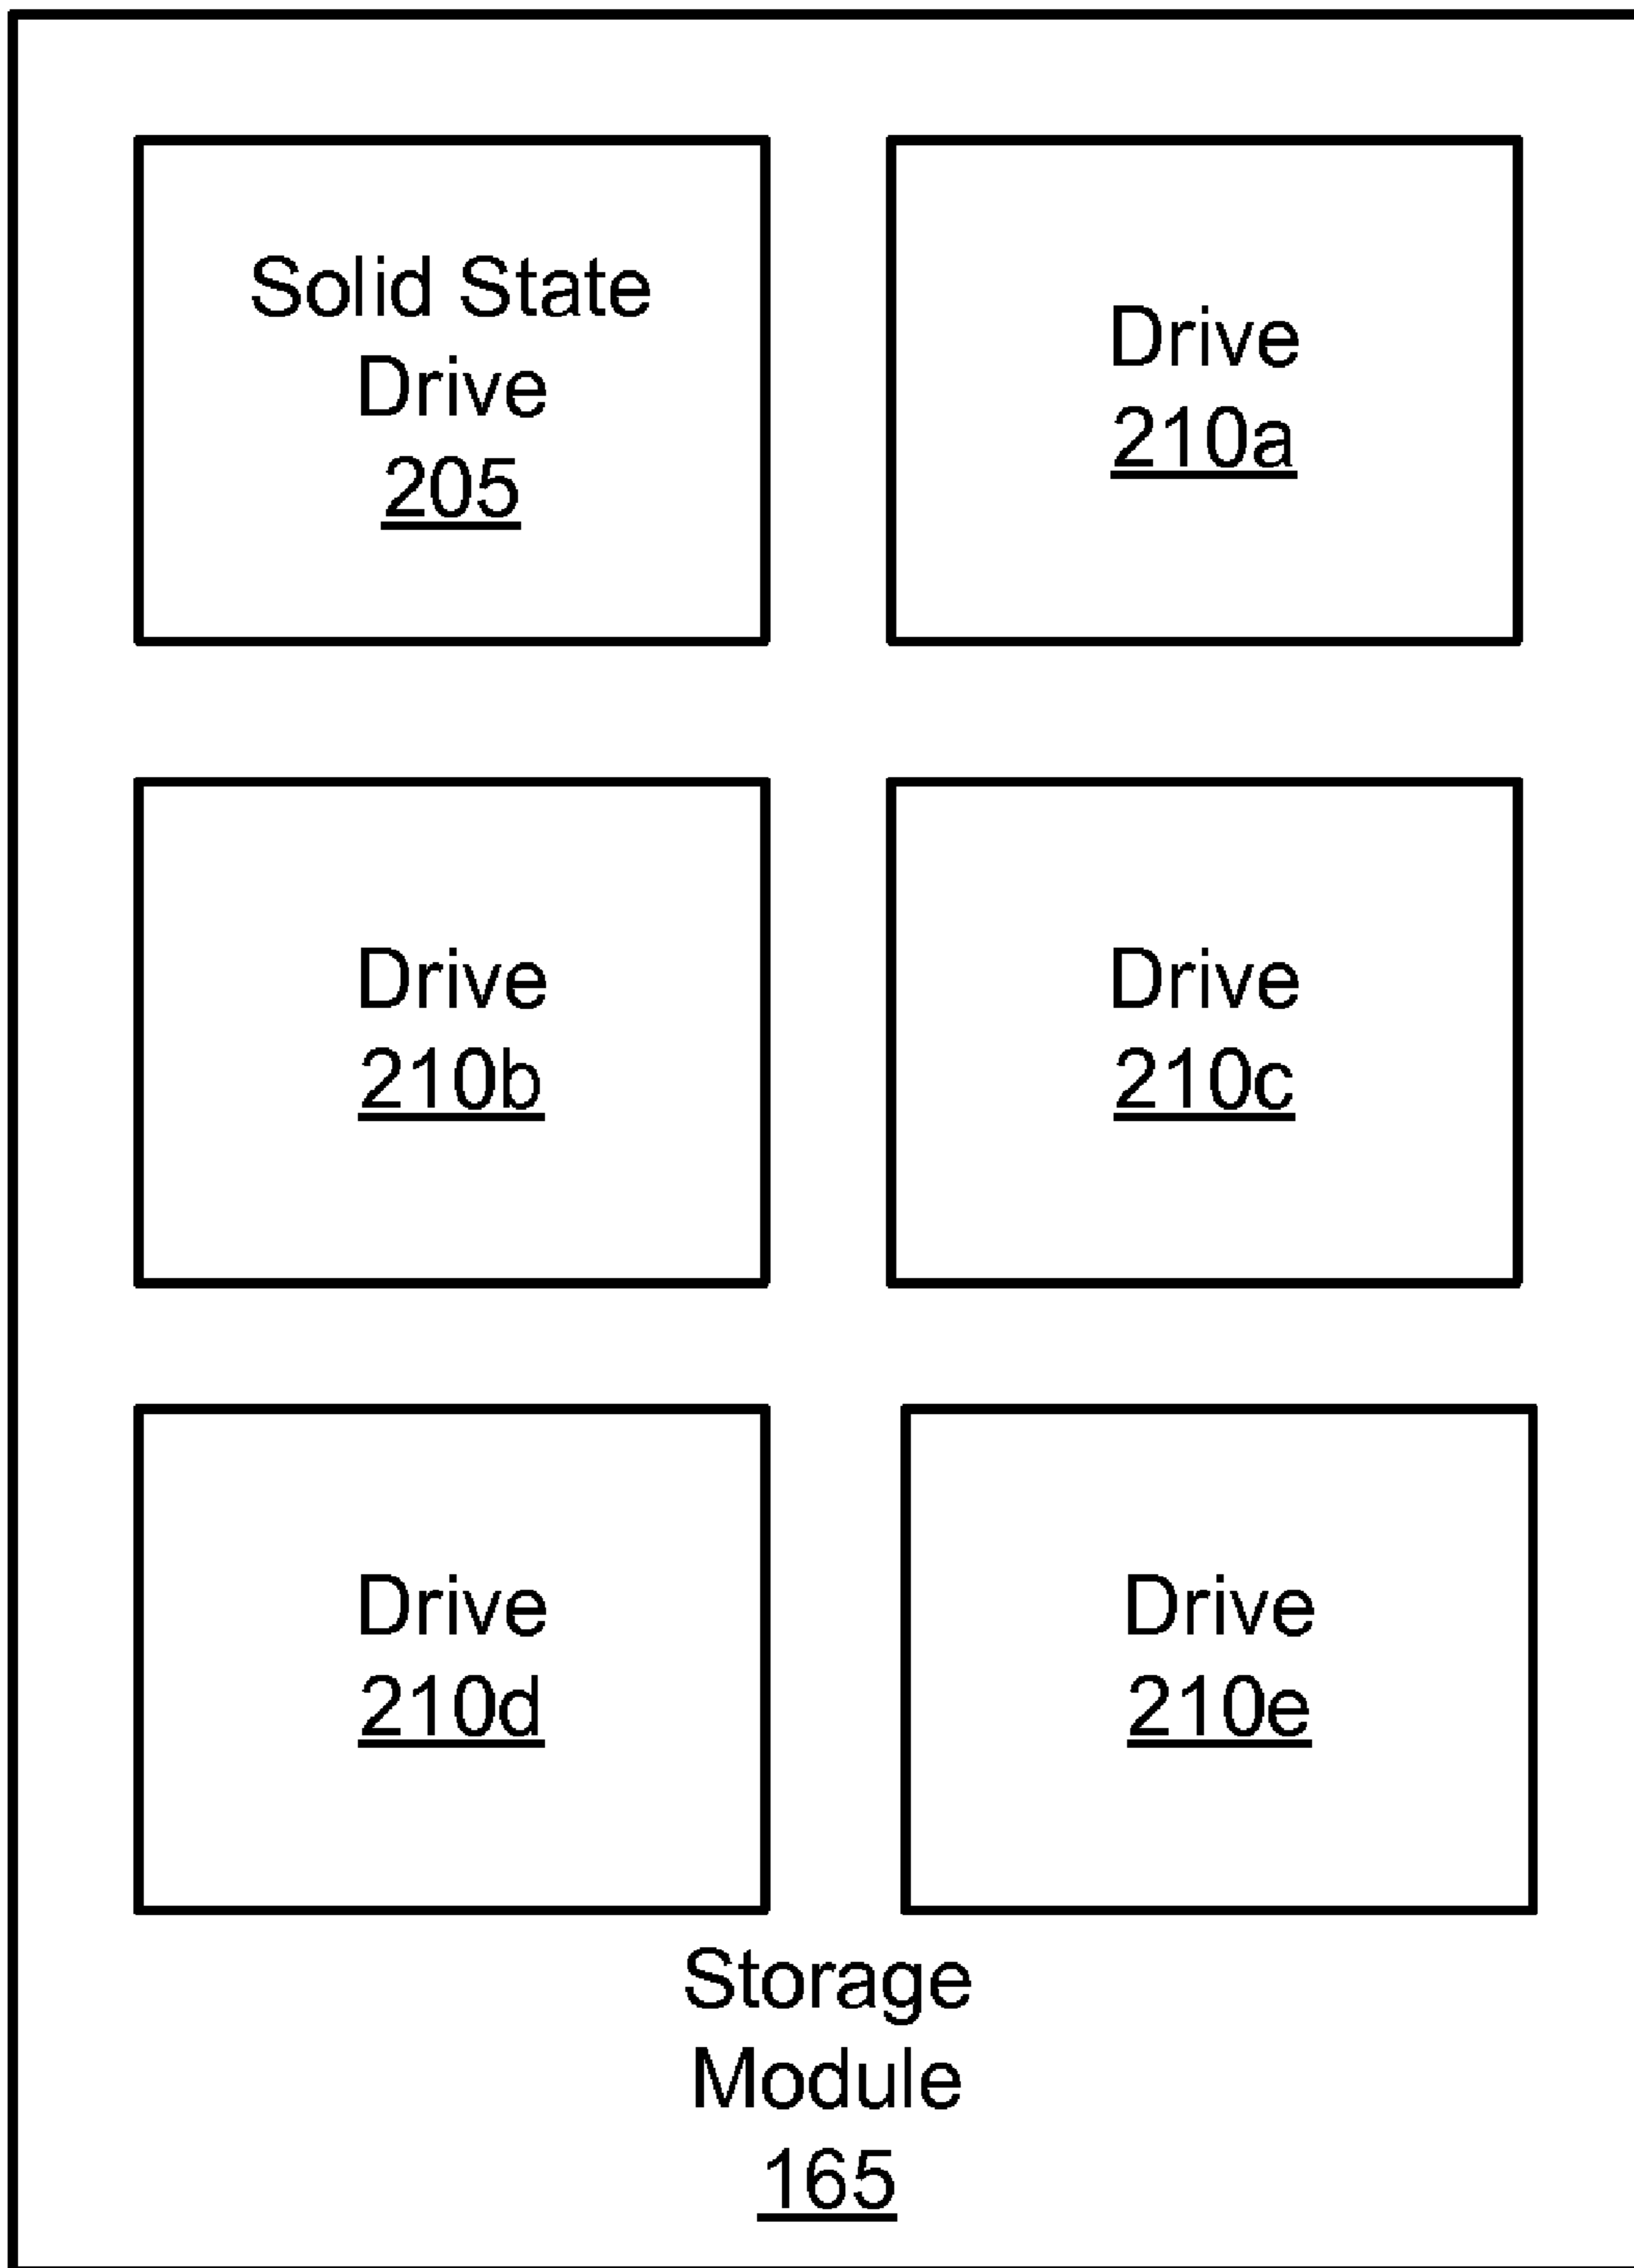 Solid State
Drive
205
Drive
210a
Drive
210b
Drive
210c
Drive
210d
Drive
210e
Storage
Module
165